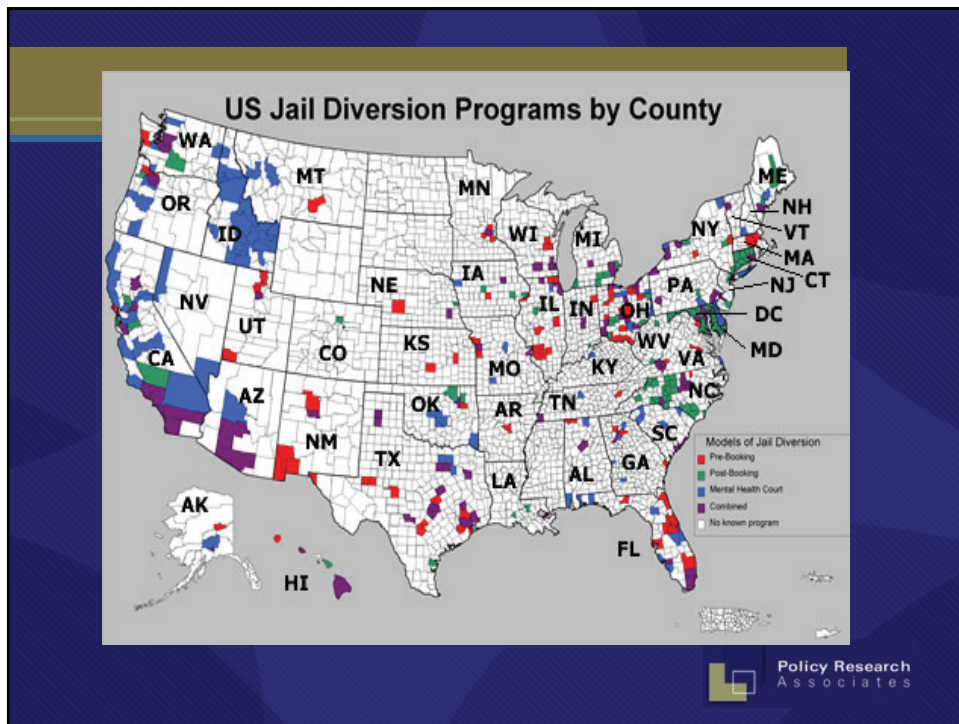 US Jail Diversion Programs by County
WA
MT
ME
OR
MN
NH
ID
WI
NY
VT
MI
MA
IA
CT
NE
PA
NJ
NV
IL
IN
OH
UT
DC
CO
KS
WV
MD
CA
MO
KY
VA
NC
AZ
OK
TN
NM
AR
SC
TX
AL
GA
LA
AK
FL
HI
Models of Jail Diversion
Pre-Booking
Post-Booking
Mental Health Court
Combined
No known program
Policy Research
Associates